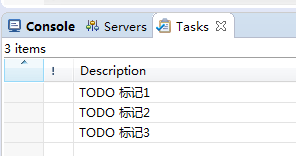 Console Servers Tasks
3 items
! Description
TODO 标记1
TODO 标记2
TODO 标记3